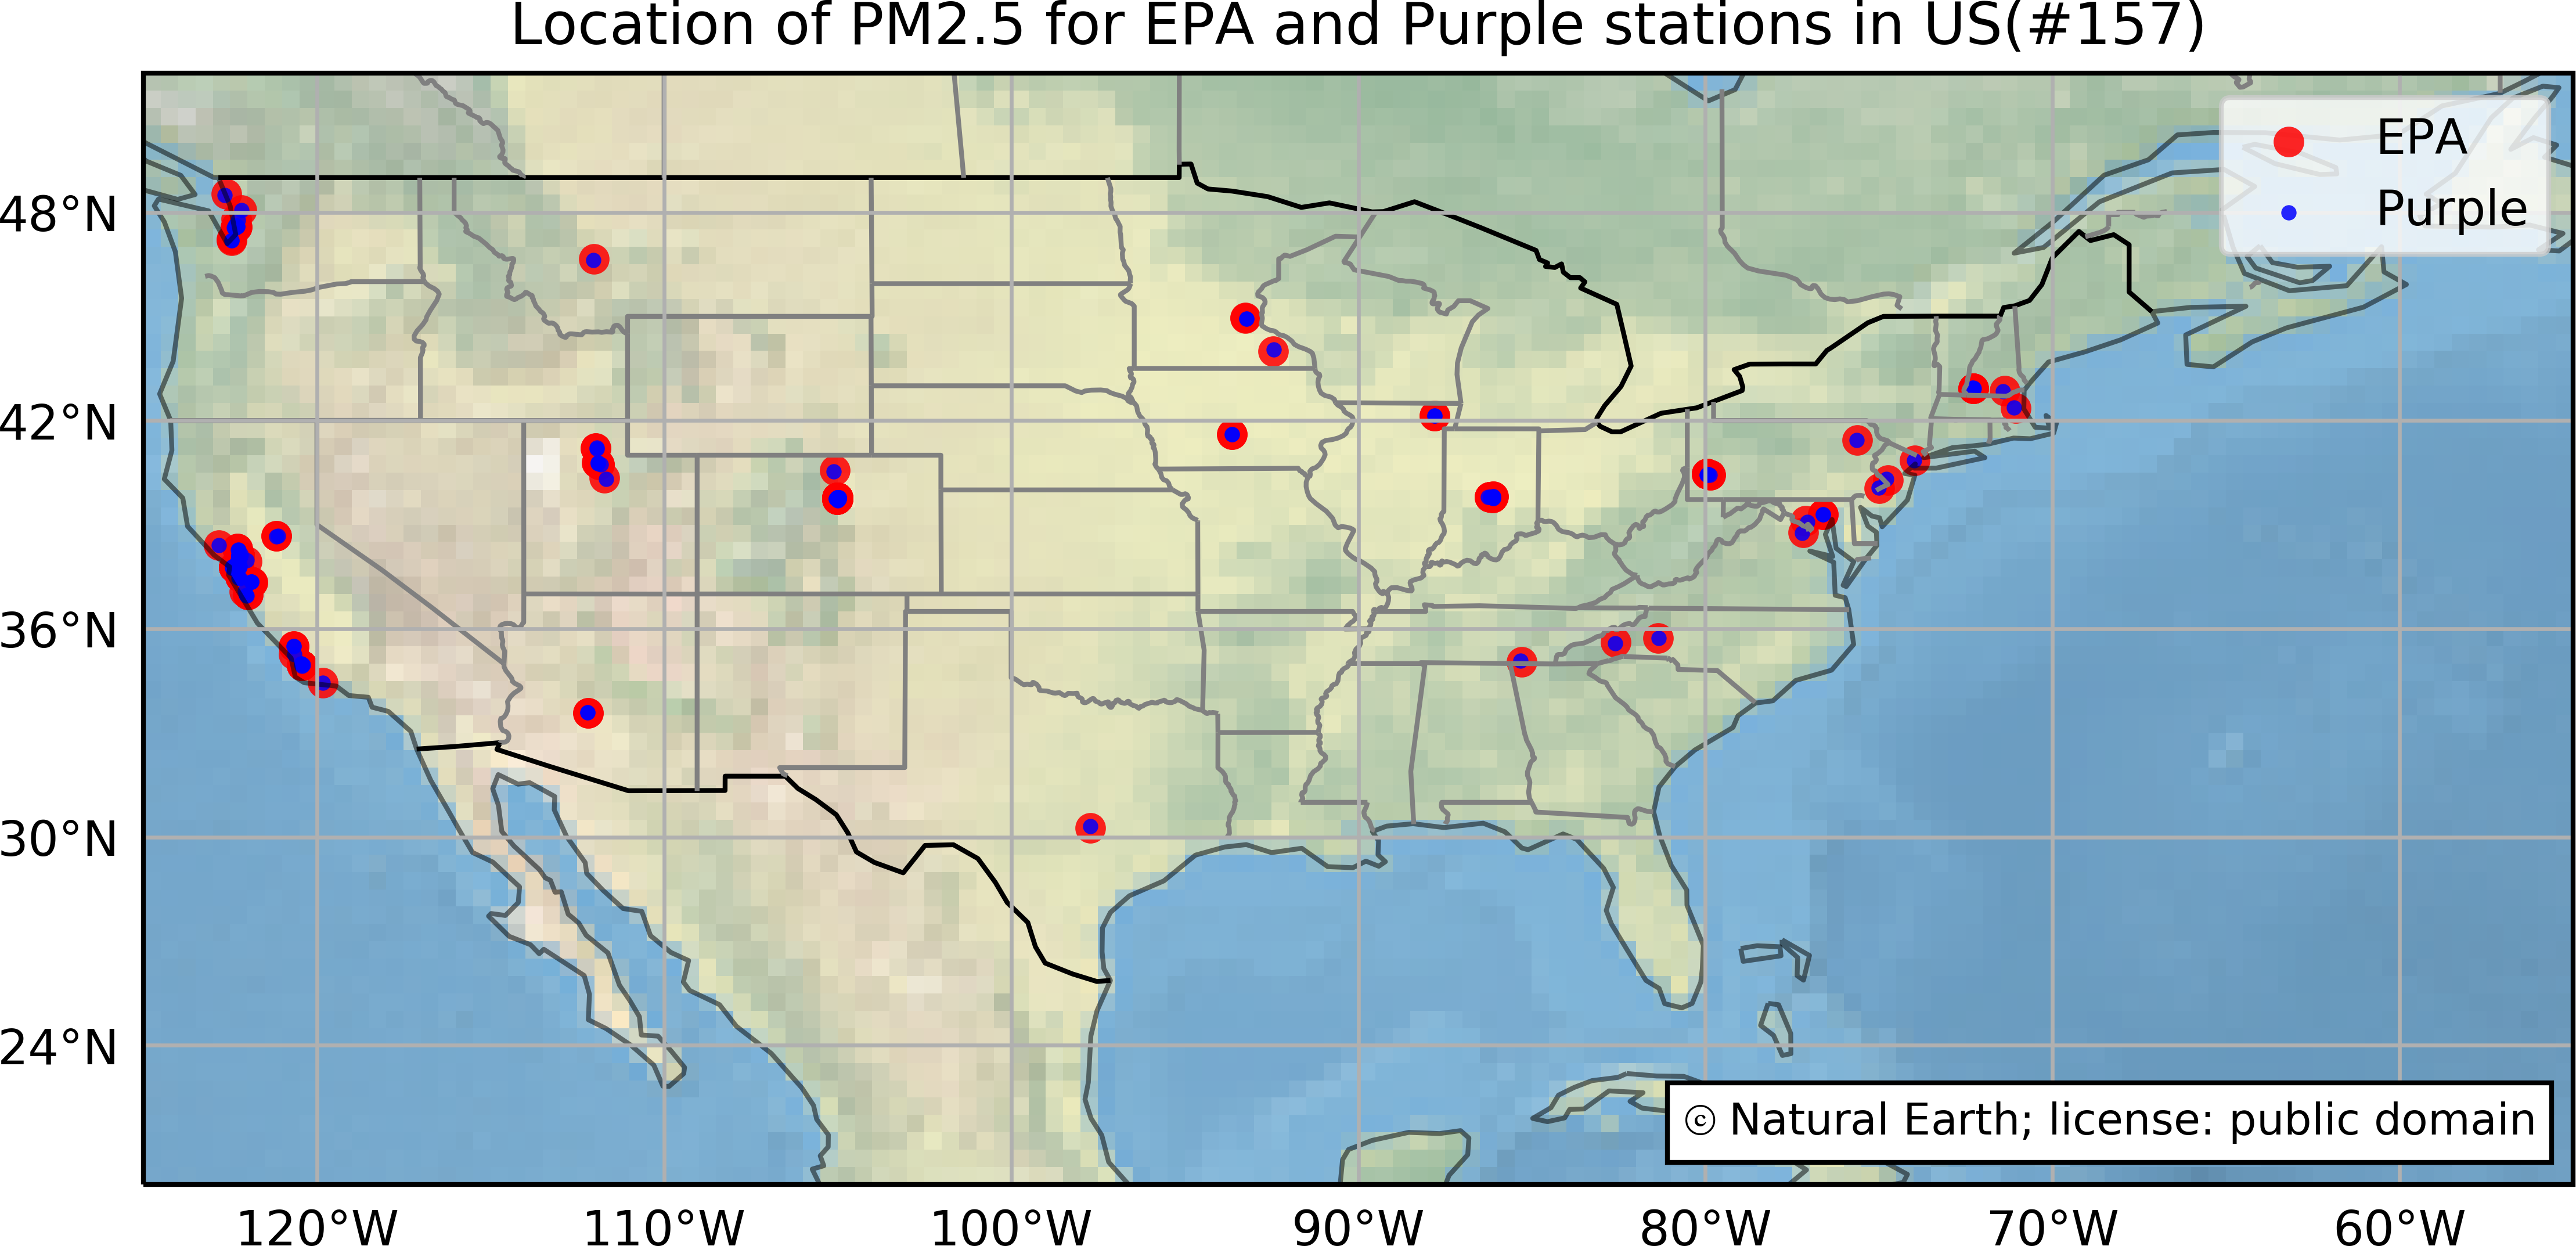 Location of PM2.5 for EPA and Purple stations in US(#157)
EPA
Purple
48°N
42°N
36°N
30°N
24°N
© Natural Earth; license: public domain
120°W 110°W 100°W 90°W 80°W 70°W 60°W